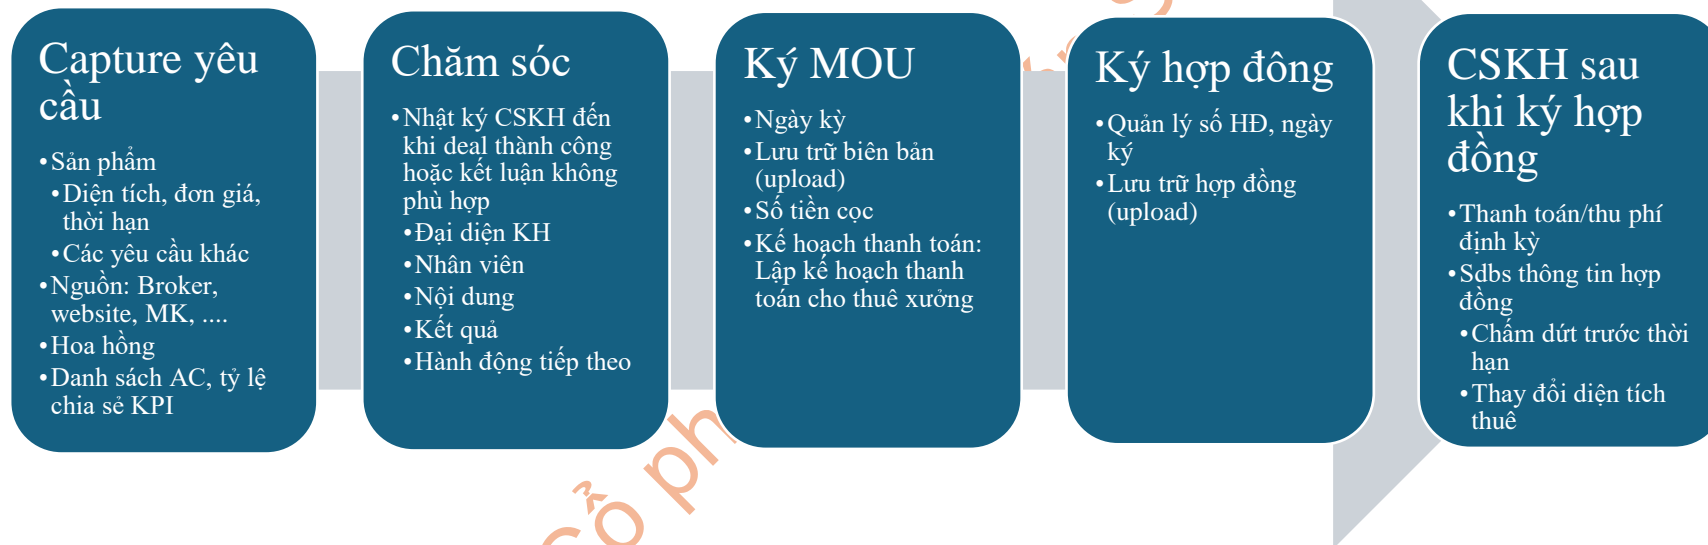 Capture yêu
cầu
•Sản phẩm
•Diện tích, đơn giá,
thời hạn
•Các yêu cầu khác
•Nguồn: Broker,
website, MK, ....
•Hoa hồng
•Danh sách AC, tỷ lệ
chia sẻ KPI
Chăm sóc
•Nhật ký CSKH đến
khi deal thành công
hoặc kết luận không
phù hợp
•Đại diện KH
•Nhân viên
•Nội dung
•Kết quả
•Hành động tiếp theo
Ký MOU
•Ngày kỳ
•Lưu trữ biên bản
(upload)
•Số tiền cọc
•Kế hoạch thanh toán:
Lập kế hoạch thanh
toán cho thuê xưởng
Ký hợp đông
•Quản lý số HĐ, ngày
ký
•Lưu trữ hợp đồng
(upload)
CSKH sau
khi ký hợp
đồng
•Thanh toán/thu phí
định kỳ
•Sdbs thông tin hợp
đồng
•Chấm dứt trước thời
hạn
•Thay đổi diện tích
thuê
Cổ ph